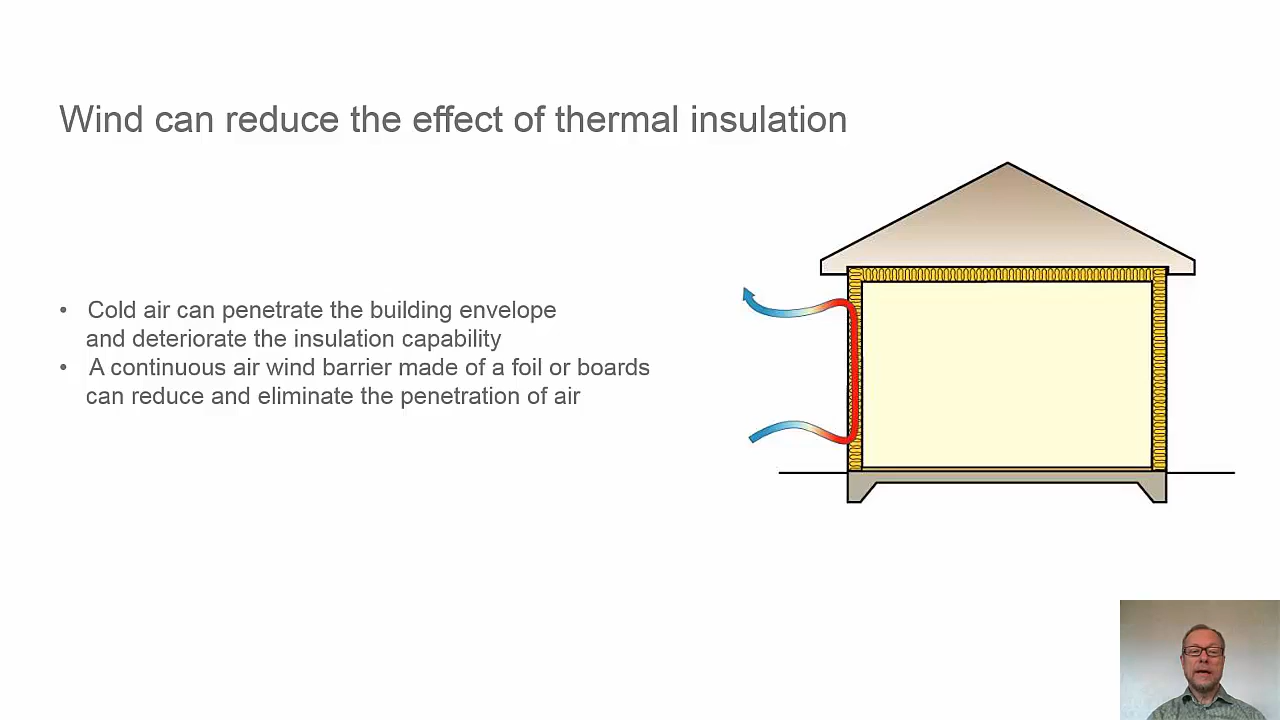 Wind can reduce the effect of thermal insulation
• Cold air can penetrate the building envelope
and deteriorate the insulation capability
• A continuous air wind barrier made of a foil or boards
can reduce and eliminate the penetration of air